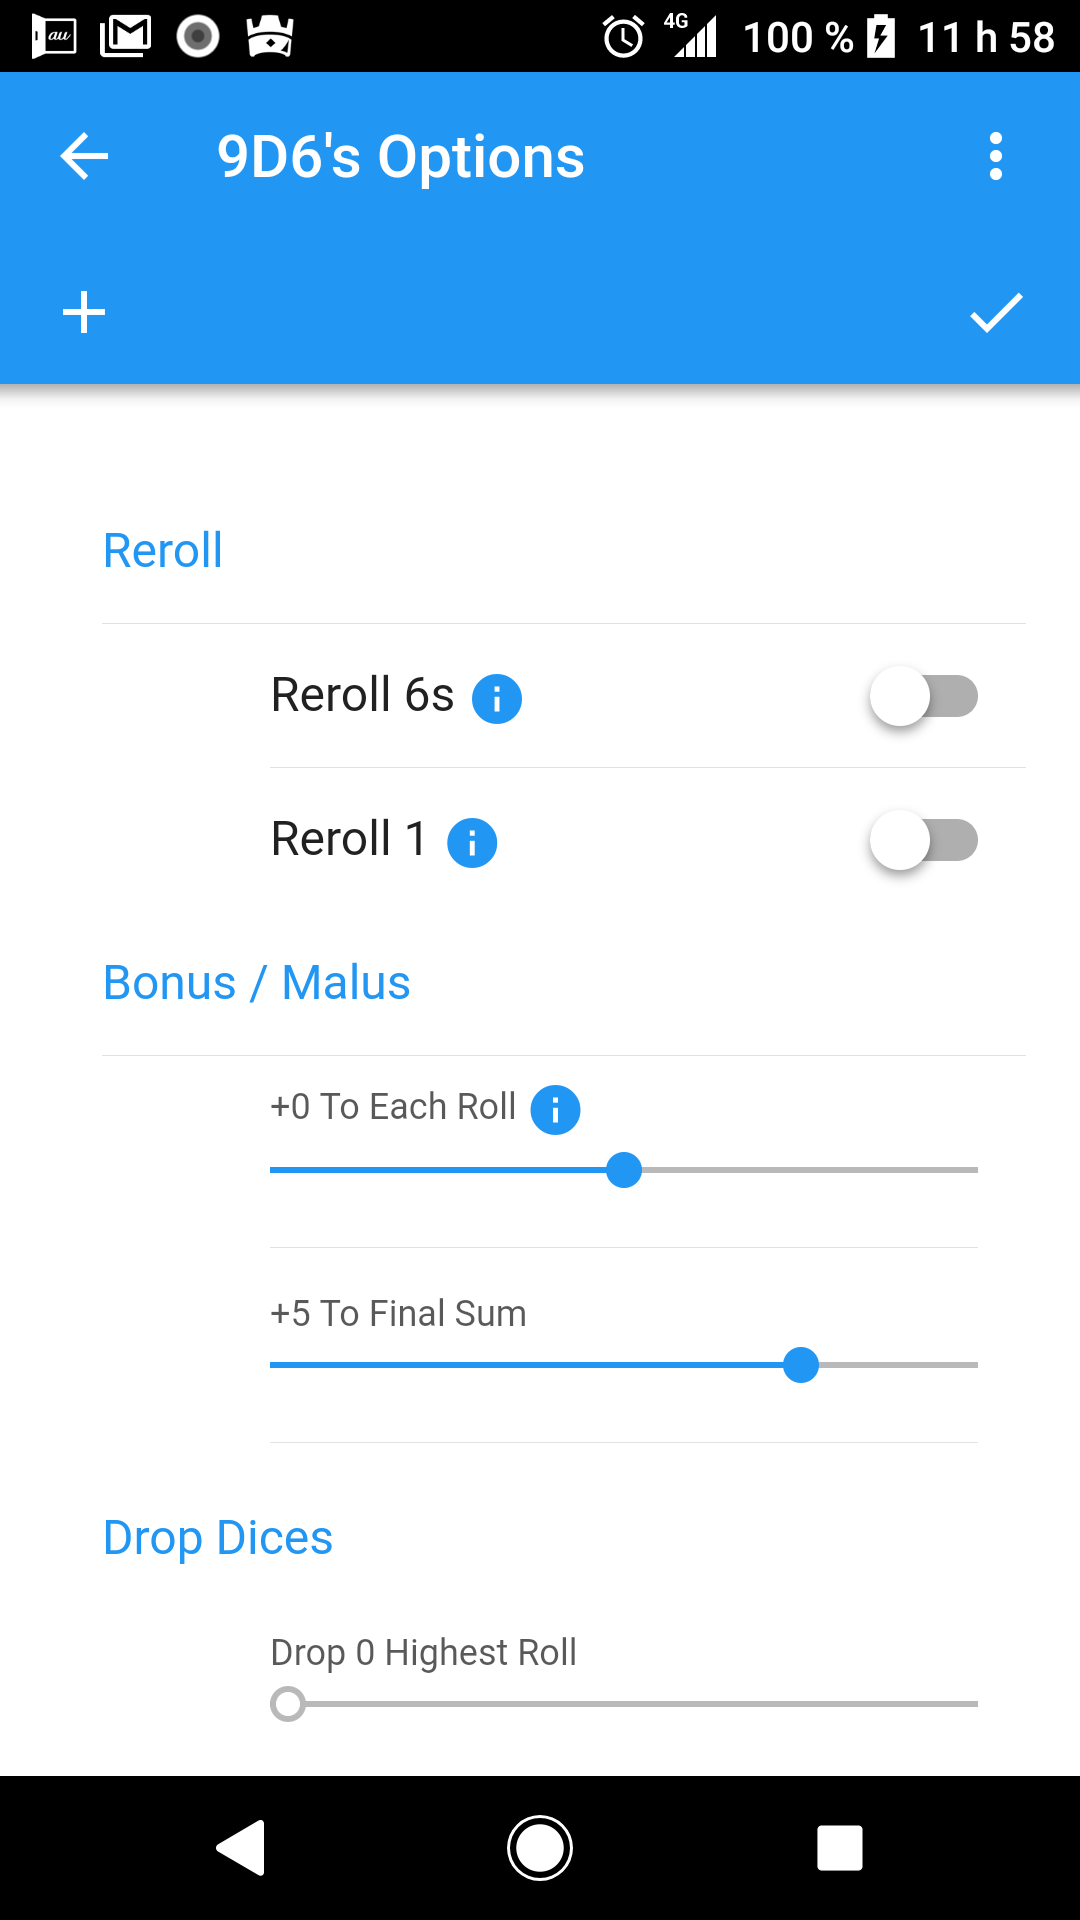 au 4G 100 % 11 h 58
9D6's Options
Reroll
Reroll 6s
Reroll 1
Bonus / Malus
+0 To Each Roll
+5 To Final Sum
Drop Dices
Drop 0 Highest Roll